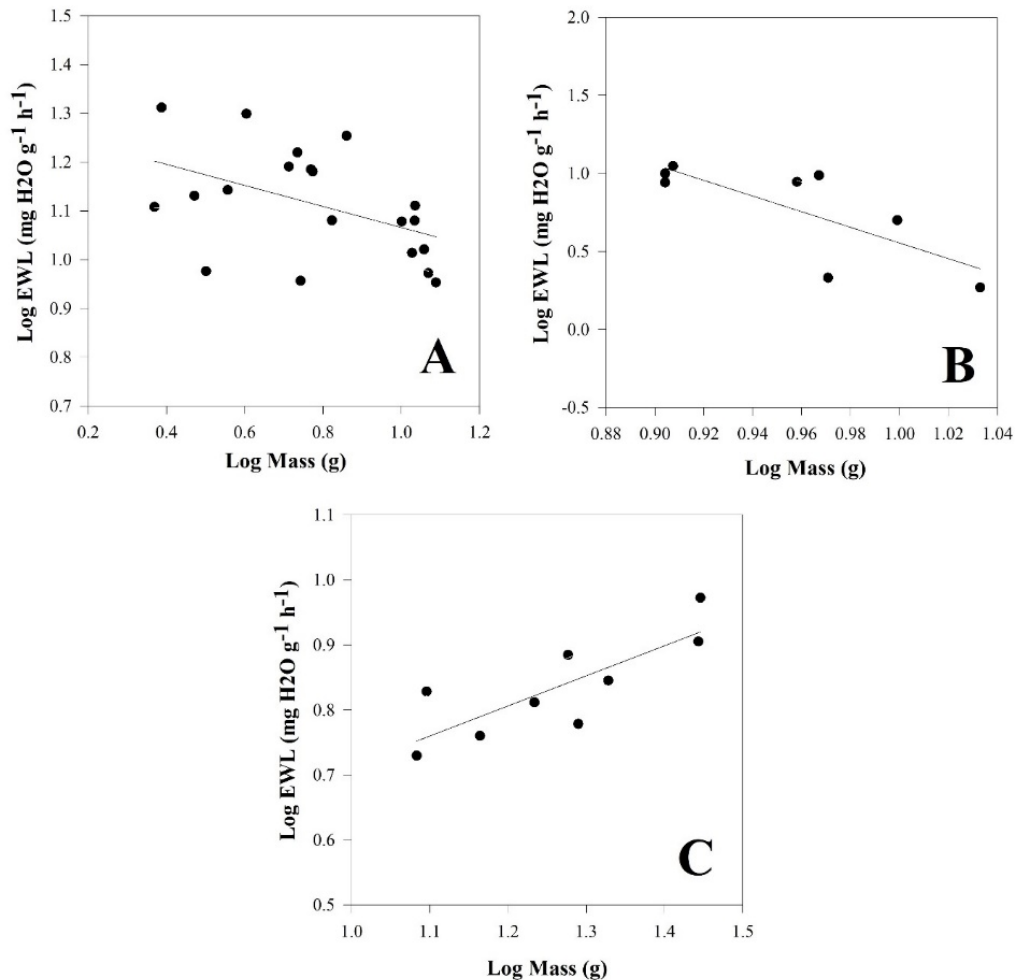 1.5
1.4
1.3
1.2
1.1
1.0
0.9
0.8
0.7
Log EWL (mg H2O g-1 h-1)
A
0.2 0.4 0.6 0.8 1.0 1.2
Log Mass (g)
2.0
1.5
1.0
0.5
0.0
-0.5
Log EWL (mg H2O g-1 h-1)
B
0.88 0.90 0.92 0.94 0.96 0.98 1.00 1.02 1.04
Log Mass (g)
1.1
1.0
0.9
0.8
0.7
0.6
0.5
Log EWL (mg H2O g-1 h-1)
C
1.0 1.1 1.2 1.3 1.4 1.5
Log Mass (g)